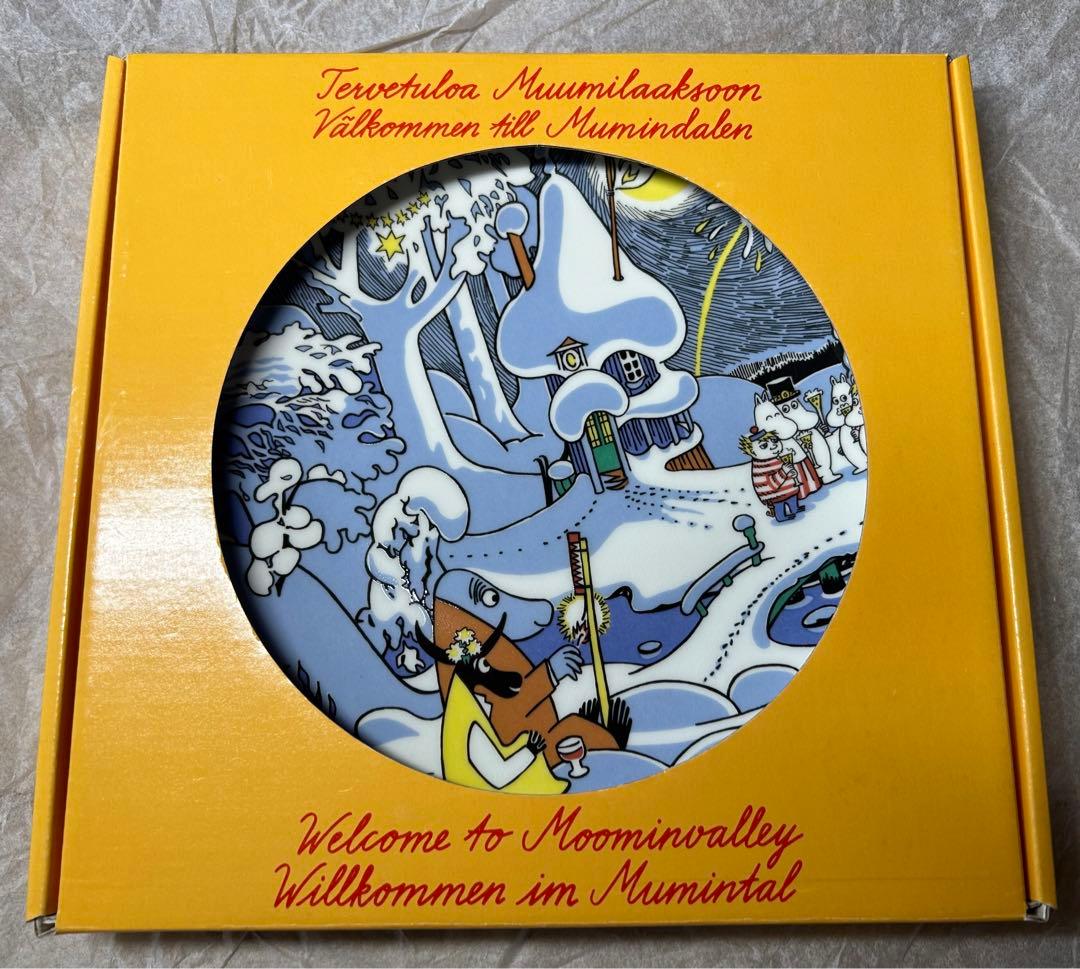 Tervetuloa Muumilaaksoon
Välkommen till Mumindalen
Welcome to Moominvalley
Willkommen im Mumintal